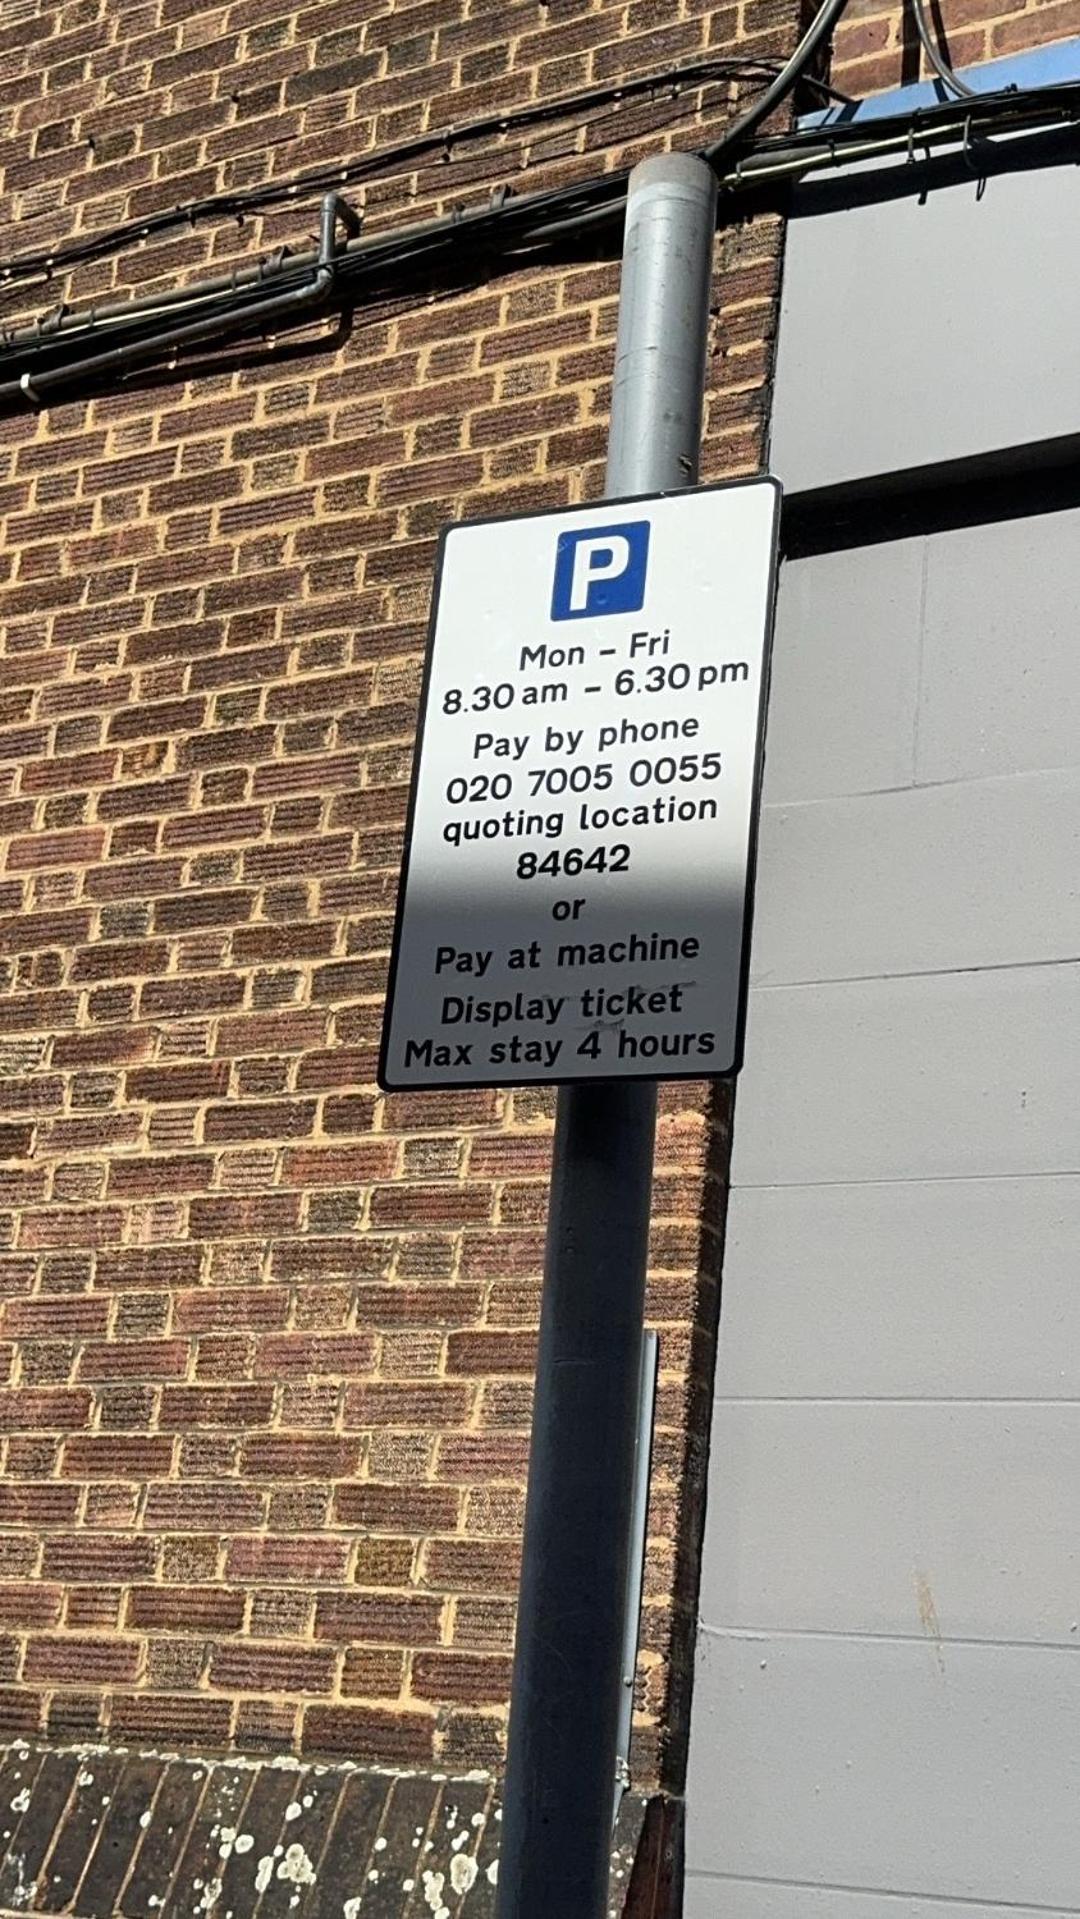 P
Mon – Fri
8.30 am – 6.30 pm
Pay by phone
020 7005 0055
quoting location
84642
or
Pay at machine
Display ticket
Max stay 4 hours